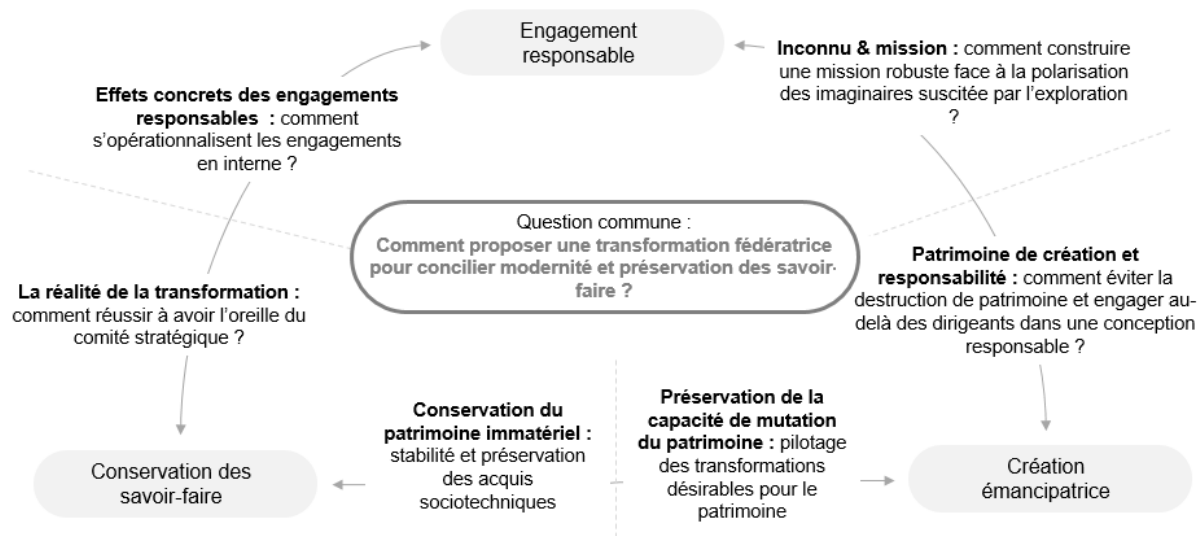 Engagement
responsable
Inconnu & mission : comment construire
une mission robuste face à la polarisation
des imaginaires suscitée par l'exploration
?
Effets concrets des engagements
responsables : comment
s'opérationnalisent les engagements
en interne ?
Question commune :
Comment proposer une transformation fédératrice
pour concilier modernité et préservation des savoir-
faire ?
La réalité de la transformation :
comment réussir à avoir l'oreille du
comité stratégique ?
Patrimoine de création et
responsabilité : comment éviter la
destruction de patrimoine et engager au-
delà des dirigeants dans une conception
responsable ?
Conservation du
patrimoine immatériel :
stabilité et préservation
des acquis
sociotechniques
Préservation de la
capacité de mutation
du patrimoine : pilotage
des transformations
désirables pour le
patrimoine
Conservation des
savoir-faire
Création
émancipatrice